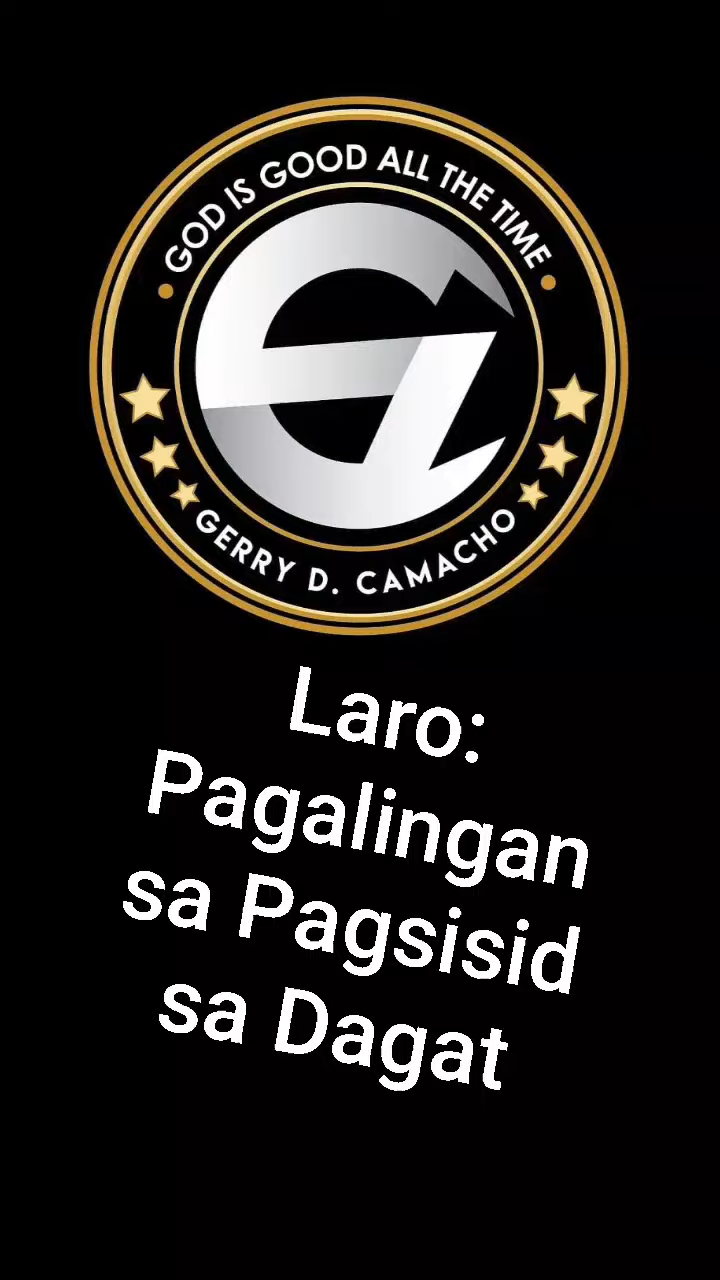 GOD IS GOOD ALL THE TIME
GERRY D. CAMACHO
Laro:
Pagalingan
sa Pagsisid
sa Dagat